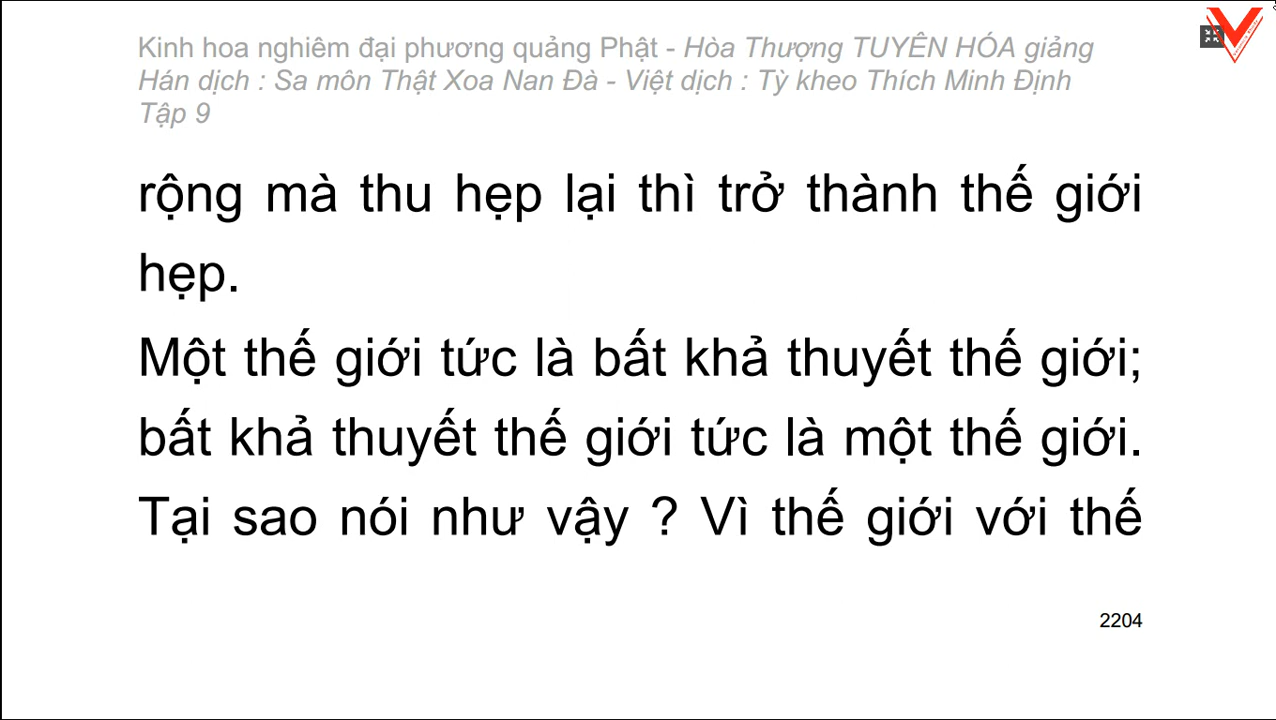 Kinh hoa nghiêm đại phương quảng Phật - Hòa Thượng TUYÊN HÓA giảng
Hán dịch : Sa môn Thật Xoa Nan Đà - Việt dịch : Tỳ kheo Thích Minh Định
Tập 9
rộng mà thu hẹp lại thì trở thành thế giới
hẹp.
Một thế giới tức là bất khả thuyết thế giới;
bất khả thuyết thế giới tức là một thế giới.
Tại sao nói như vậy ? Vì thế giới với thế
2204